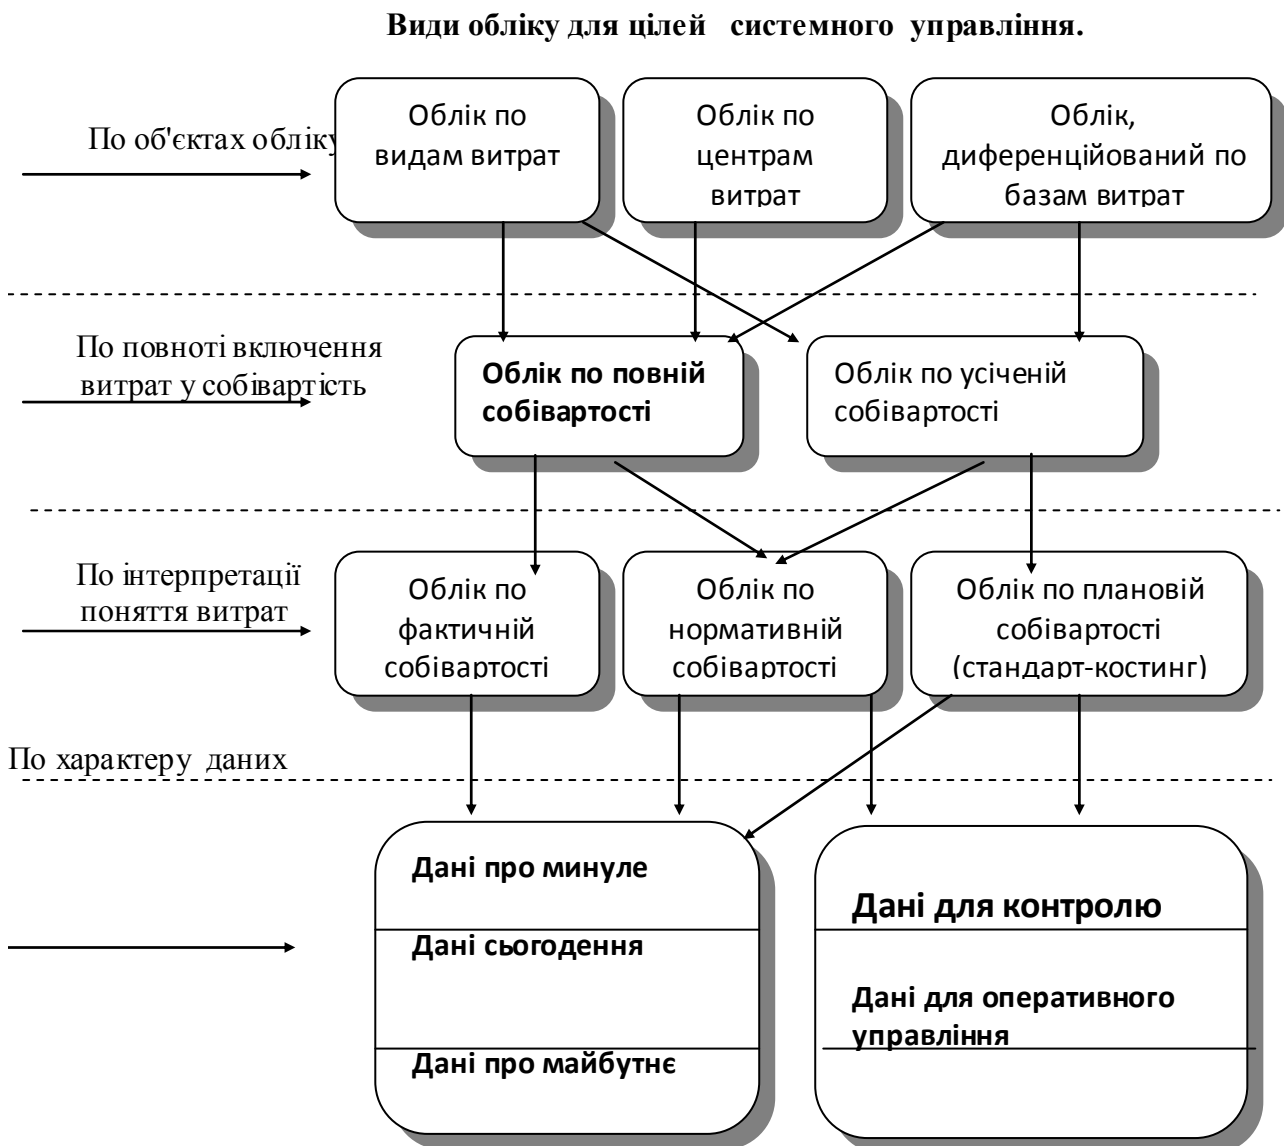 Види обліку для цілей системного управління.
По об'єктах обліку
Облік по
видам витрат
Облік по
центрам
витрат
Облік,
диференційований по
базам витрат
По повноті включення
витрат у собівартість
Облік по повній
собівартості
Облік по усіченій
собівартості
По інтерпретації
поняття витрат
Облік по
фактичній
собівартості
Облік по
нормативній
собівартості
Облік по плановій
собівартості
(стандарт-костинг)
По характеру даних
Дані про минуле
Дані сьогодення
Дані про майбутнє
Дані для контролю
Дані для оперативного
управління